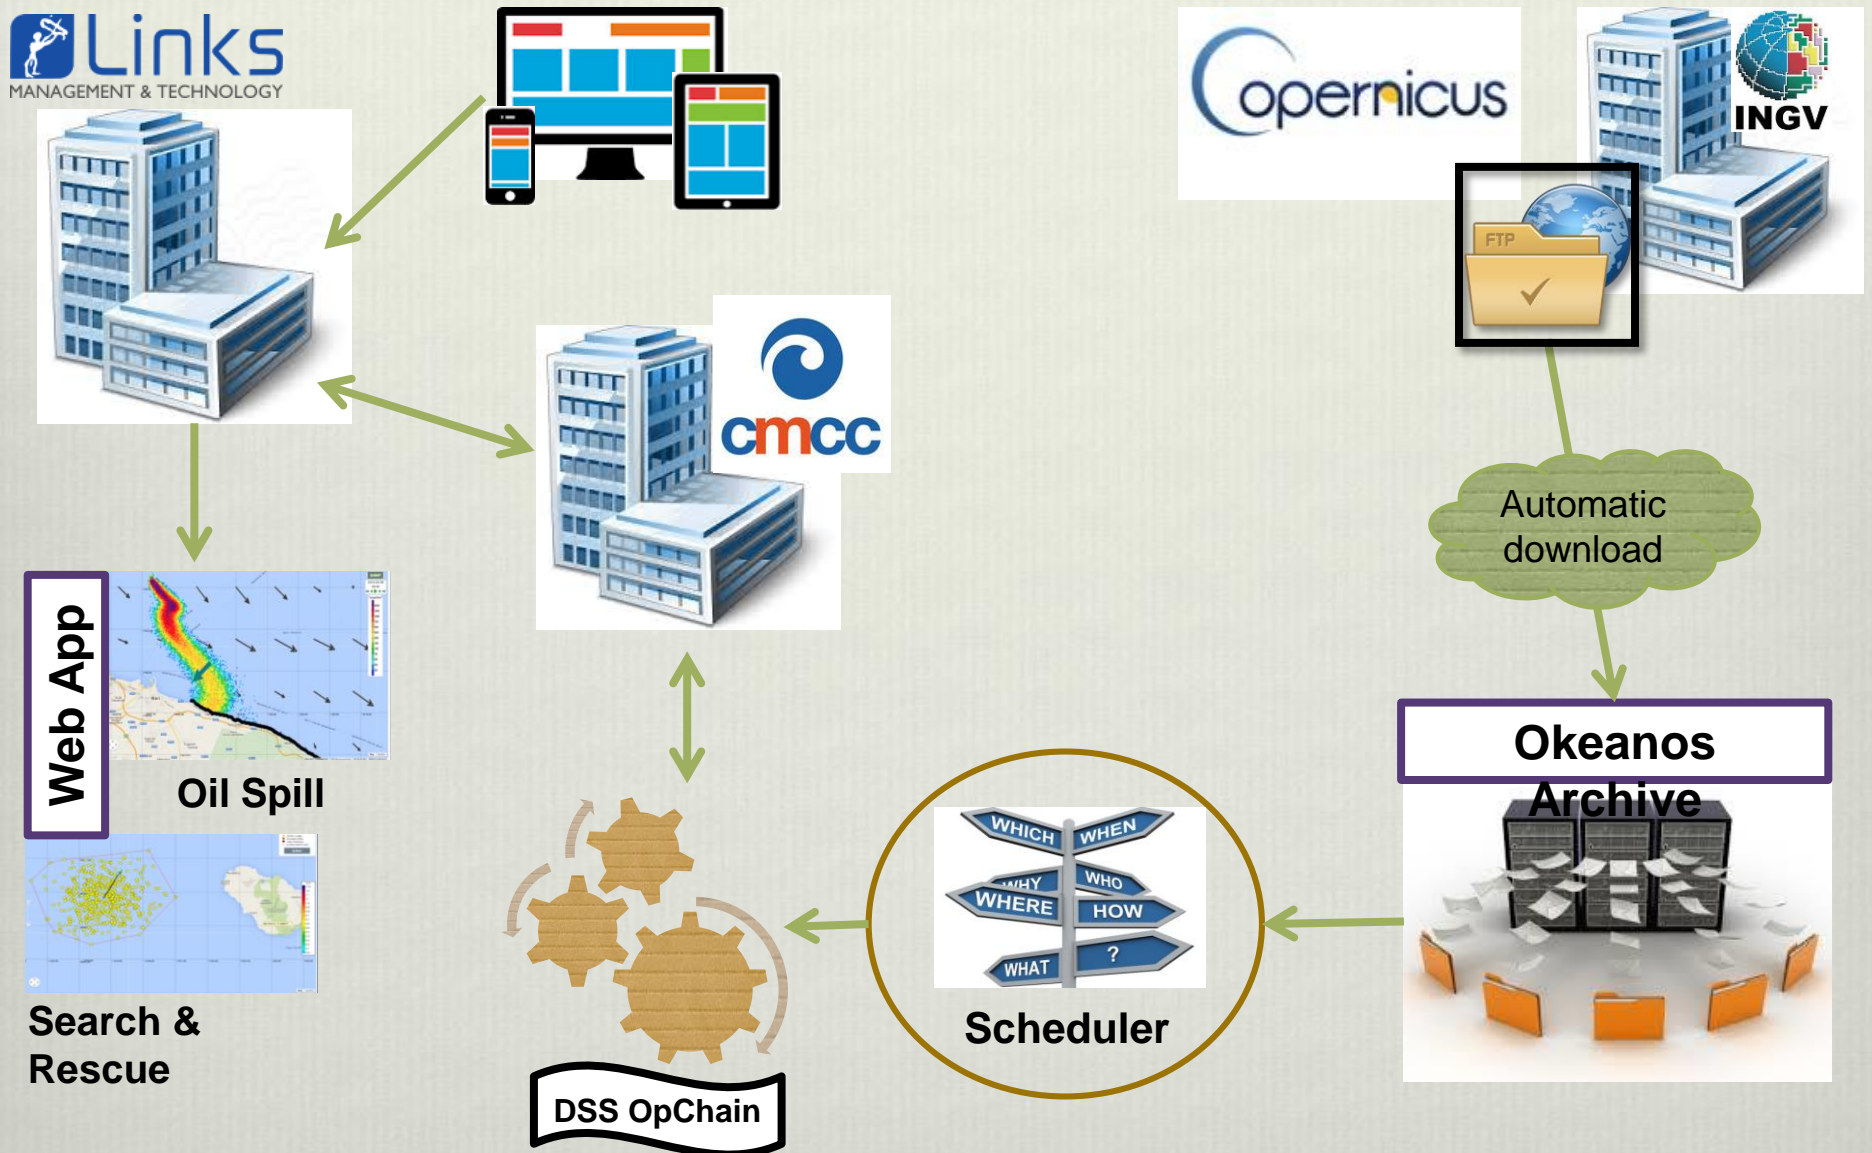 Links
MANAGEMENT & TECHNOLOGY
Copernicus
INGV
FTP
cmcc
Automatic
download
Web App
Oil Spill
Okeanos
Archive
WHICH
WHEN
WHY
WHO
WHERE
HOW
WHAT
?
Scheduler
Search &
Rescue
DSS OpChain